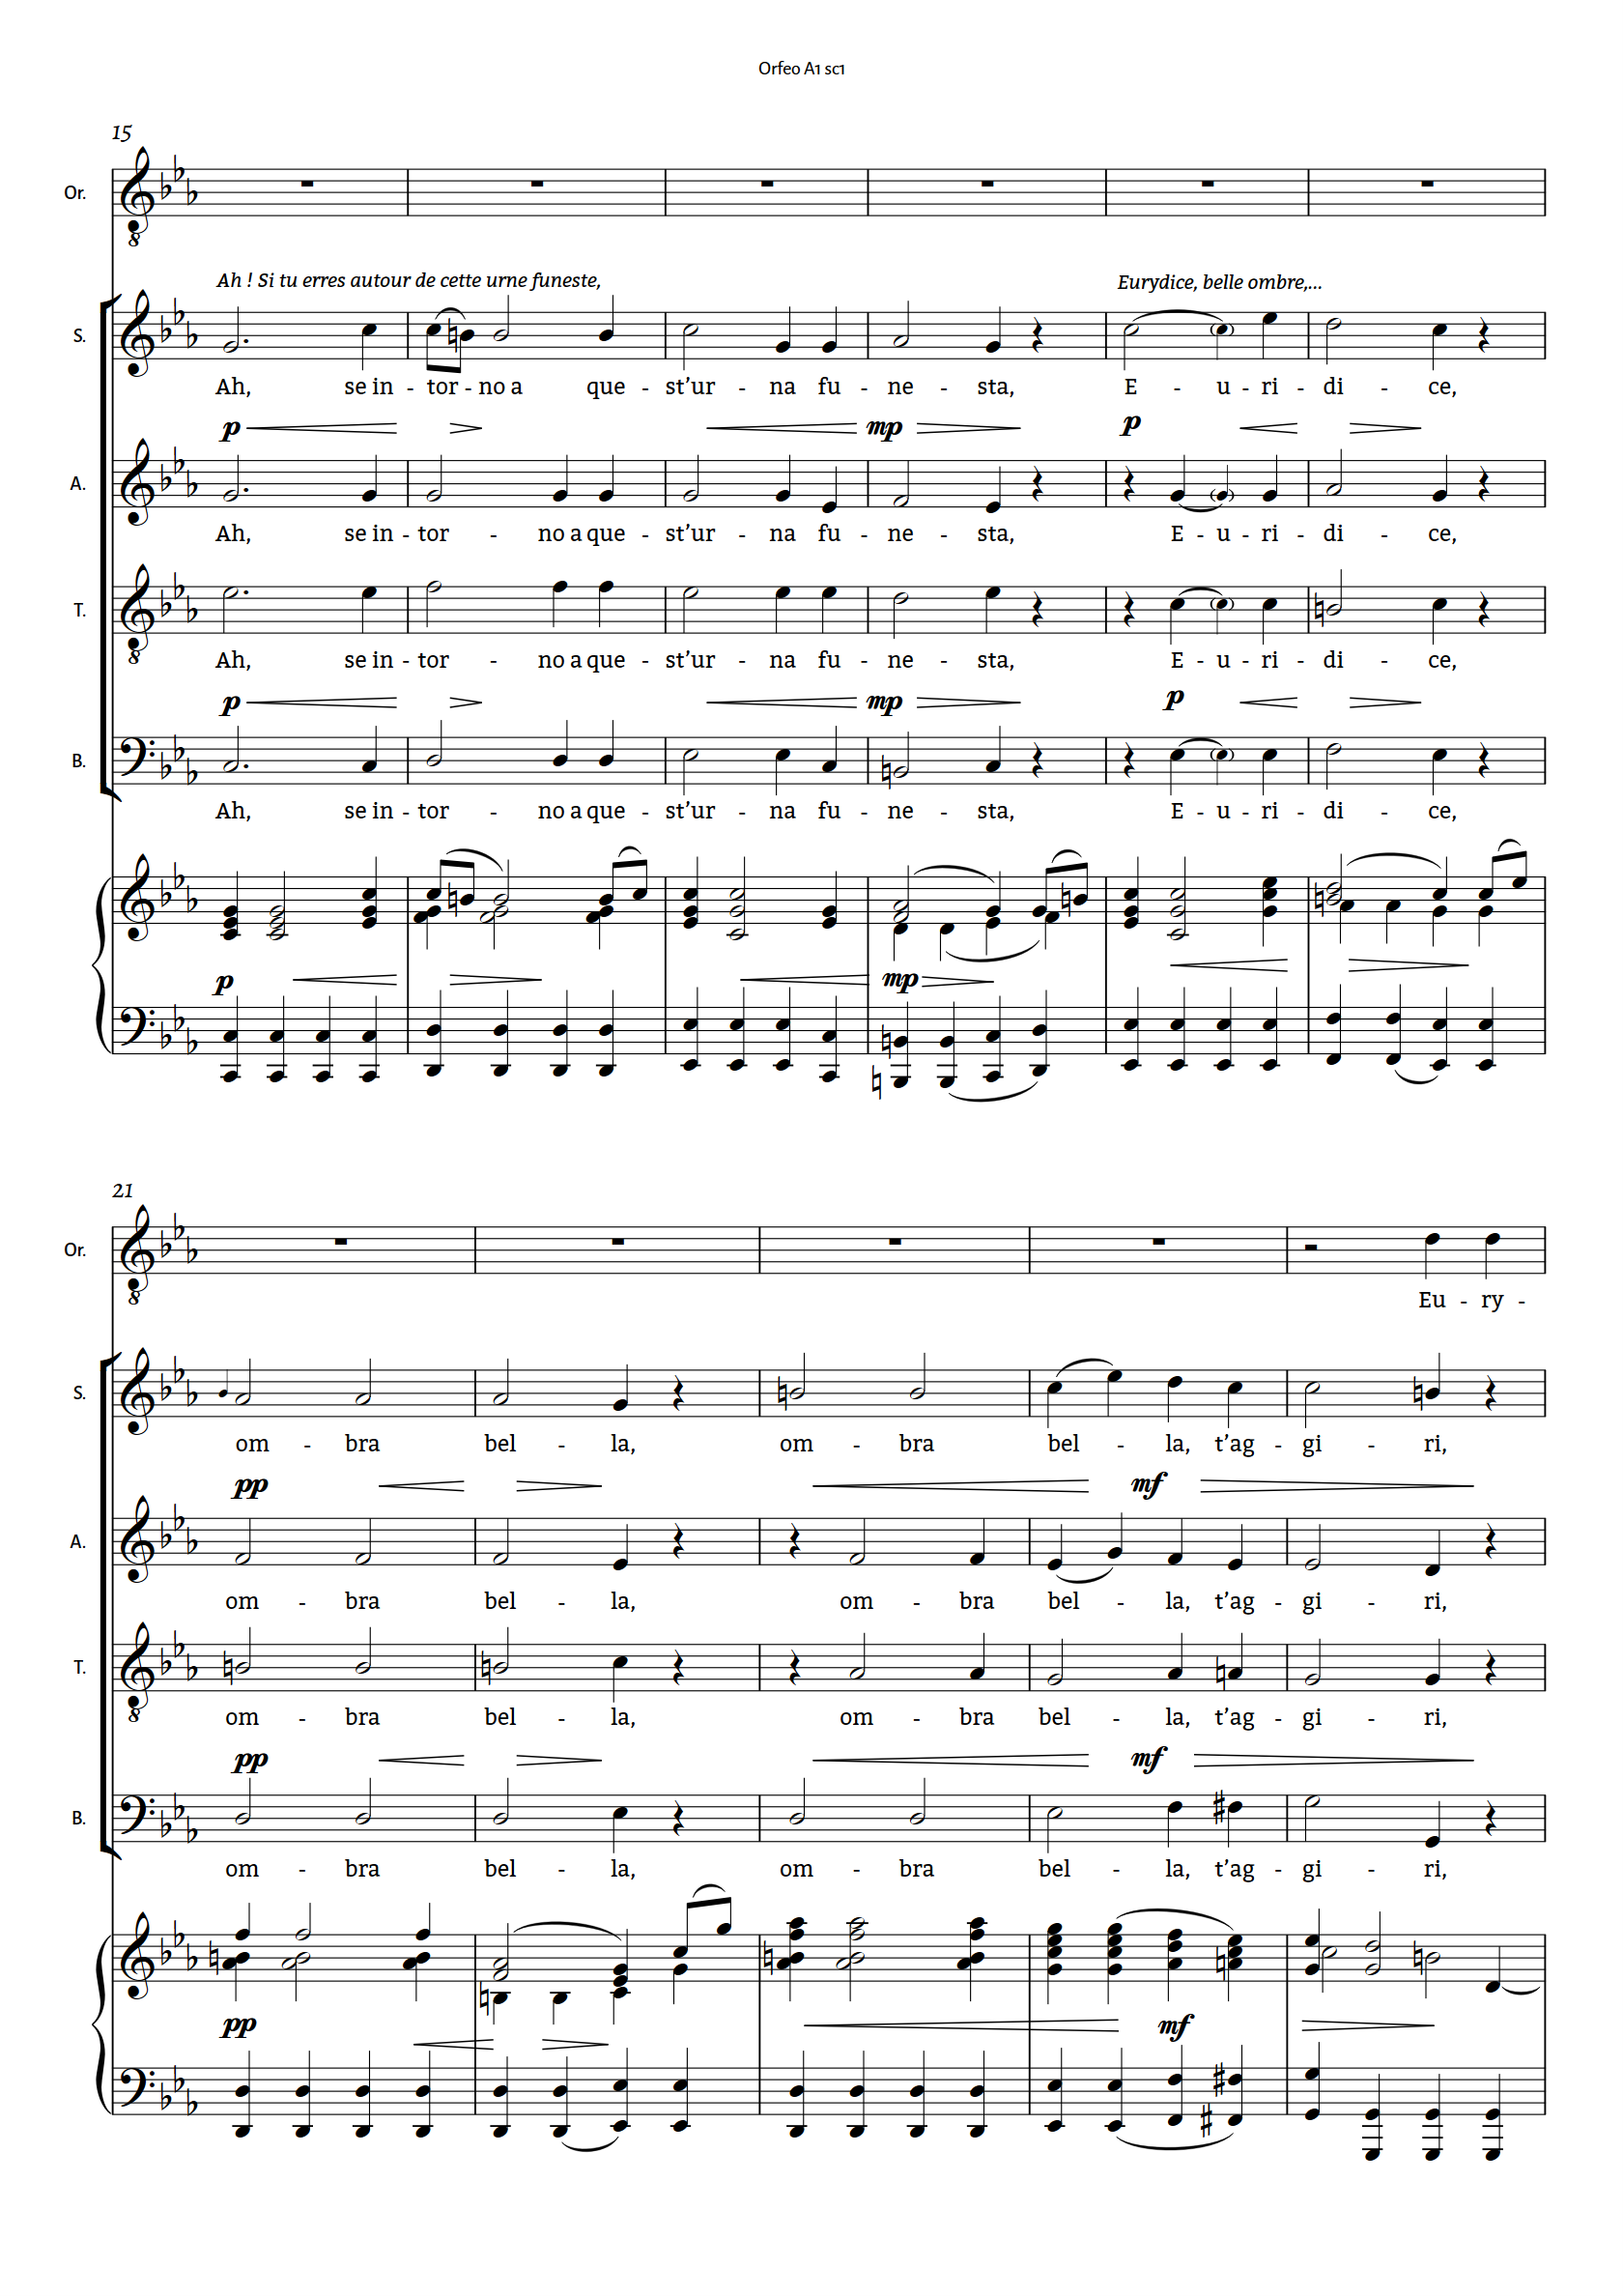 Orfeo A1 sc1
15
Or.
8
Ah ! Si tu erres autour de cette urne funeste,
Eurydice, belle ombre,...
S.
Ah, se in - tor - no a que - st'ur - na fu - ne - sta, E - u - ri - di - ce,
p mp p
A.
Ah, se in - tor - no a que - st'ur - na fu - ne - sta, E - u - ri - di - ce,
T.
8
Ah, se in - tor - no a que - st'ur - na fu - ne - sta, E - u - ri - di - ce,
p mp p
B.
Ah, se in - tor - no a que - st'ur - na fu - ne - sta, E - u - ri - di - ce,
p mp
21
Or.
8
Eu - ry -
S.
om - bra bel - la, om - bra bel - la, t'ag - gi - ri,
pp mf
A.
om - bra bel - la, om - bra bel - la, t'ag - gi - ri,
T.
8
om - bra bel - la, om - bra bel - la, t'ag - gi - ri,
pp mf
B.
om - bra bel - la, om - bra bel - la, t'ag - gi - ri,
pp mf